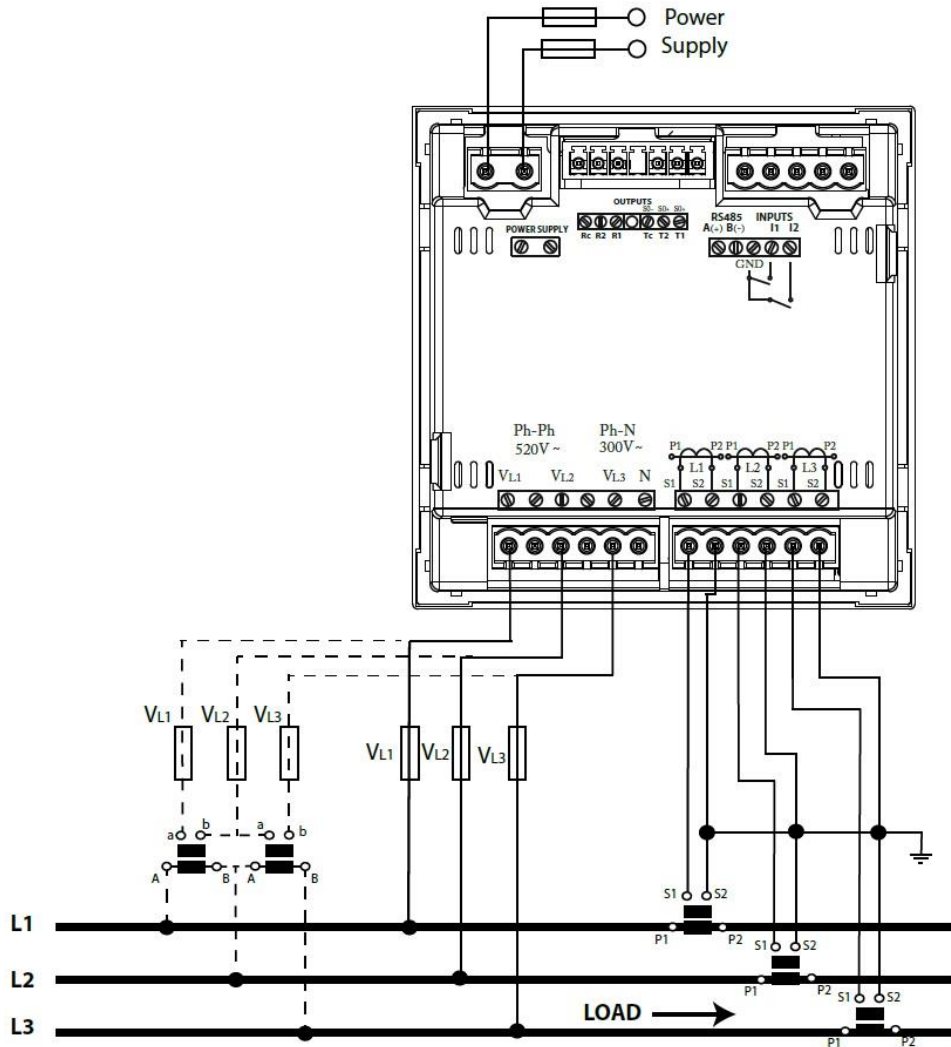 Power
Supply
OUTPUTS
S0- S0+ S0+
Rc R2 R1 Tc T2 T1
POWER SUPPLY
RS485 INPUTS
A(+) B(-) I1 I2
GND
Ph-Ph Ph-N
520V~ 300V~
P1 P2 P1 P2 P1 P2
L1 L2 L3
VL1 VL2 VL3 N
S1 S2 S1 S2 S1 S2
VL1 VL2 VL3
VL1 VL2 VL3
a b a b
A B A B
S1 S2
L1
P1 P2
S1 S2
L2
P1 P2
S1 S2
LOAD
L3
P1 P2